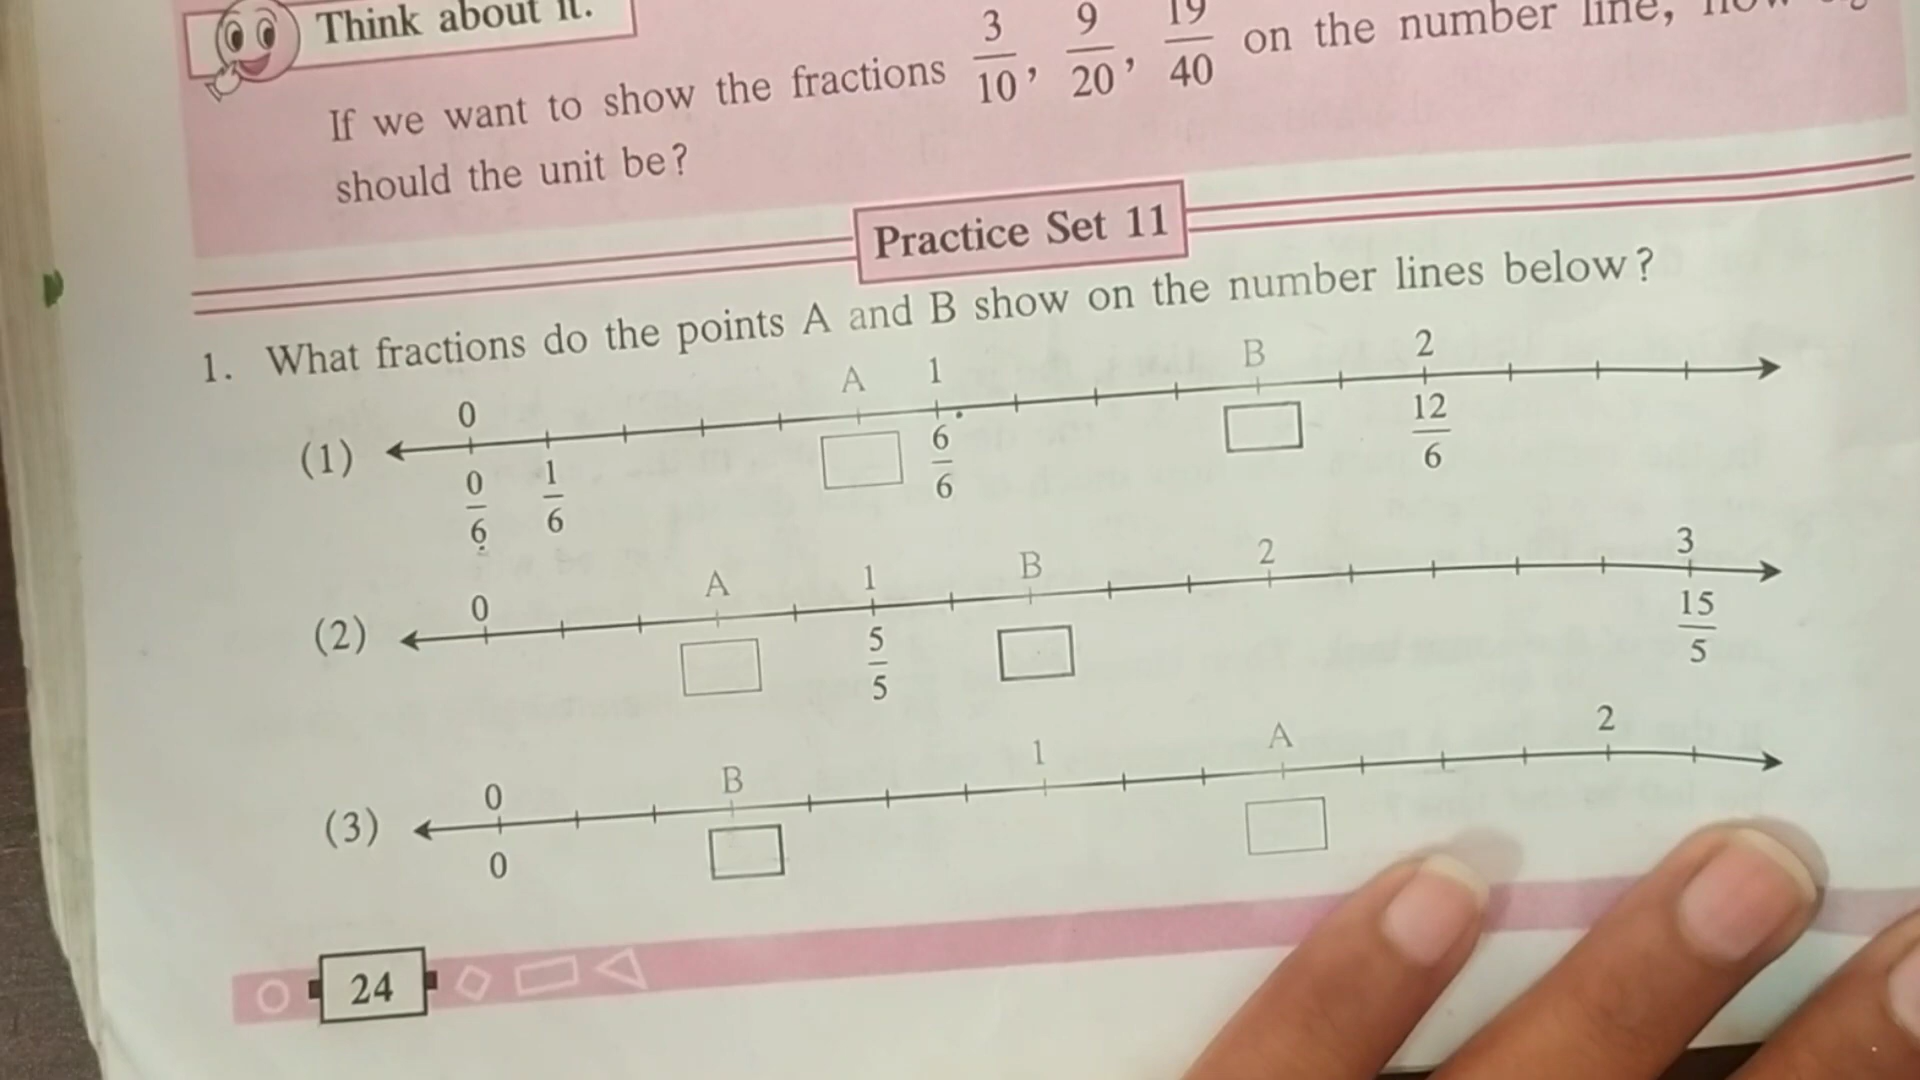 Think about it.
If we want to show the fractions 3/10, 9/20, 19/40 on the number line,
should the unit be?
Practice Set 11
1. What fractions do the points A and B show on the number lines below?
(1) 0 A 1 B 2
0/6 1/6 6/6 12/6
(2) 0 A 1 B 2 3
5/5 15/5
(3) 0 B 1 A 2
0
24